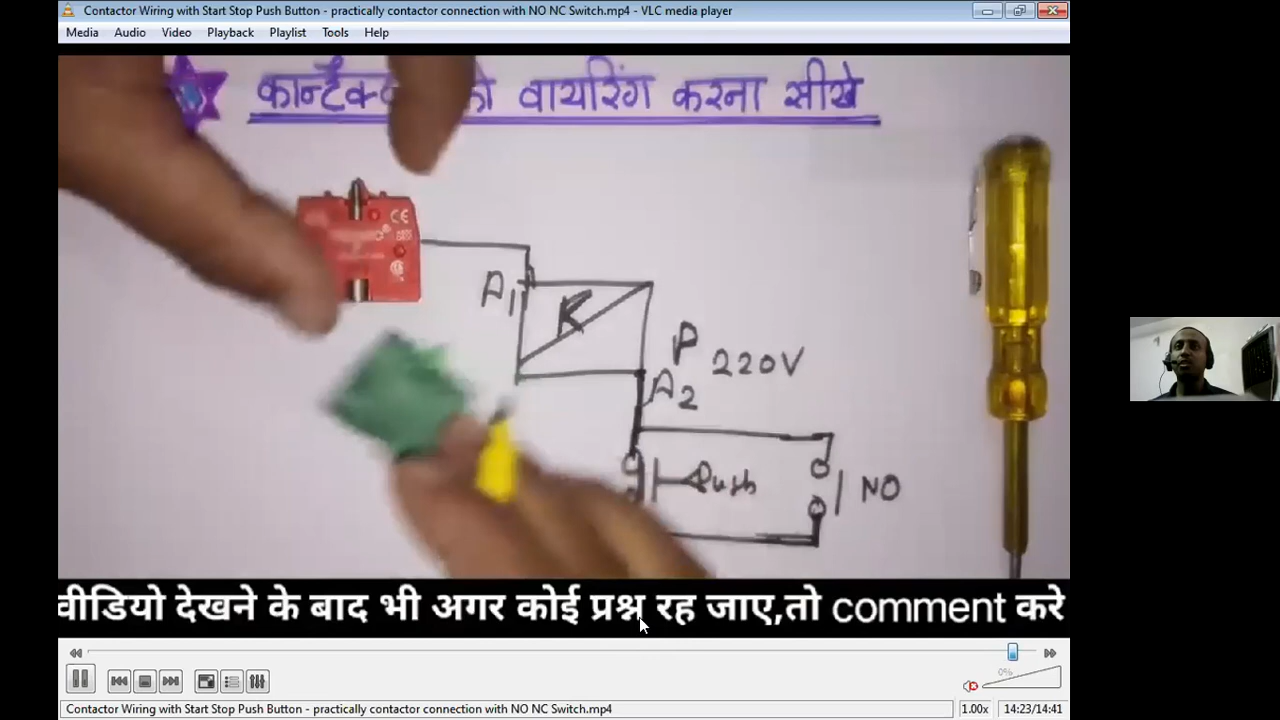 Contactor Wiring with Start Stop Push Button - practically contactor connection with NO NC Switch.mp4 - VLC media player
Media Audio Video Playback Playlist Tools Help
को वायरिंग करना सीखे
CE
A1
K
P 220V
A2
Push
NO
वीडियो देखने के बाद भी अगर कोई प्रश्न रह जाए,तो comment करे
0%
Contactor Wiring with Start Stop Push Button - practically contactor connection with NO NC Switch.mp4
1.00x
14:23/14:41